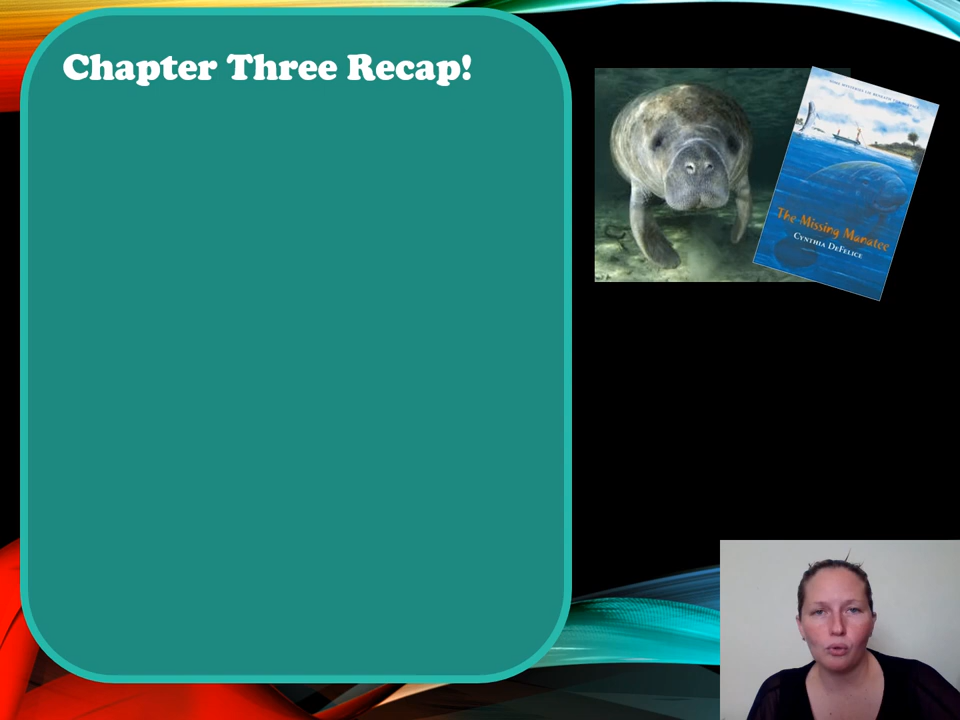 Chapter Three Recap!
The Missing Manatee
Cynthia DeFelice